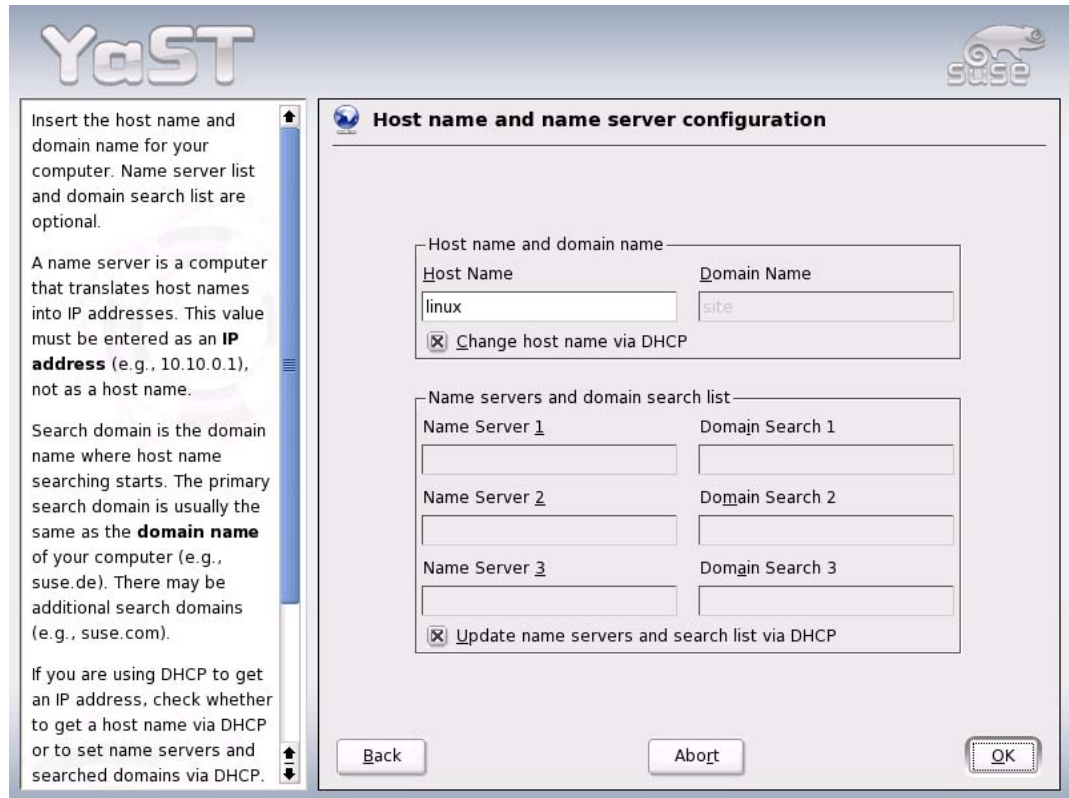 YaST
SUSE
Insert the host name and
domain name for your
computer. Name server list
and domain search list are
optional.
A name server is a computer
that translates host names
into IP addresses. This value
must be entered as an IP
address (e.g., 10.10.0.1),
not as a host name.
Search domain is the domain
name where host name
searching starts. The primary
search domain is usually the
same as the domain name
of your computer (e.g.,
suse.de). There may be
additional search domains
(e.g., suse.com).
If you are using DHCP to get
an IP address, check whether
to get a host name via DHCP
or to set name servers and
searched domains via DHCP.
Host name and name server configuration
Host name and domain name
Host Name Domain Name
linux site
Change host name via DHCP
Name servers and domain search list
Name Server 1 Domain Search 1
Name Server 2 Domain Search 2
Name Server 3 Domain Search 3
Update name servers and search list via DHCP
Back Abort OK